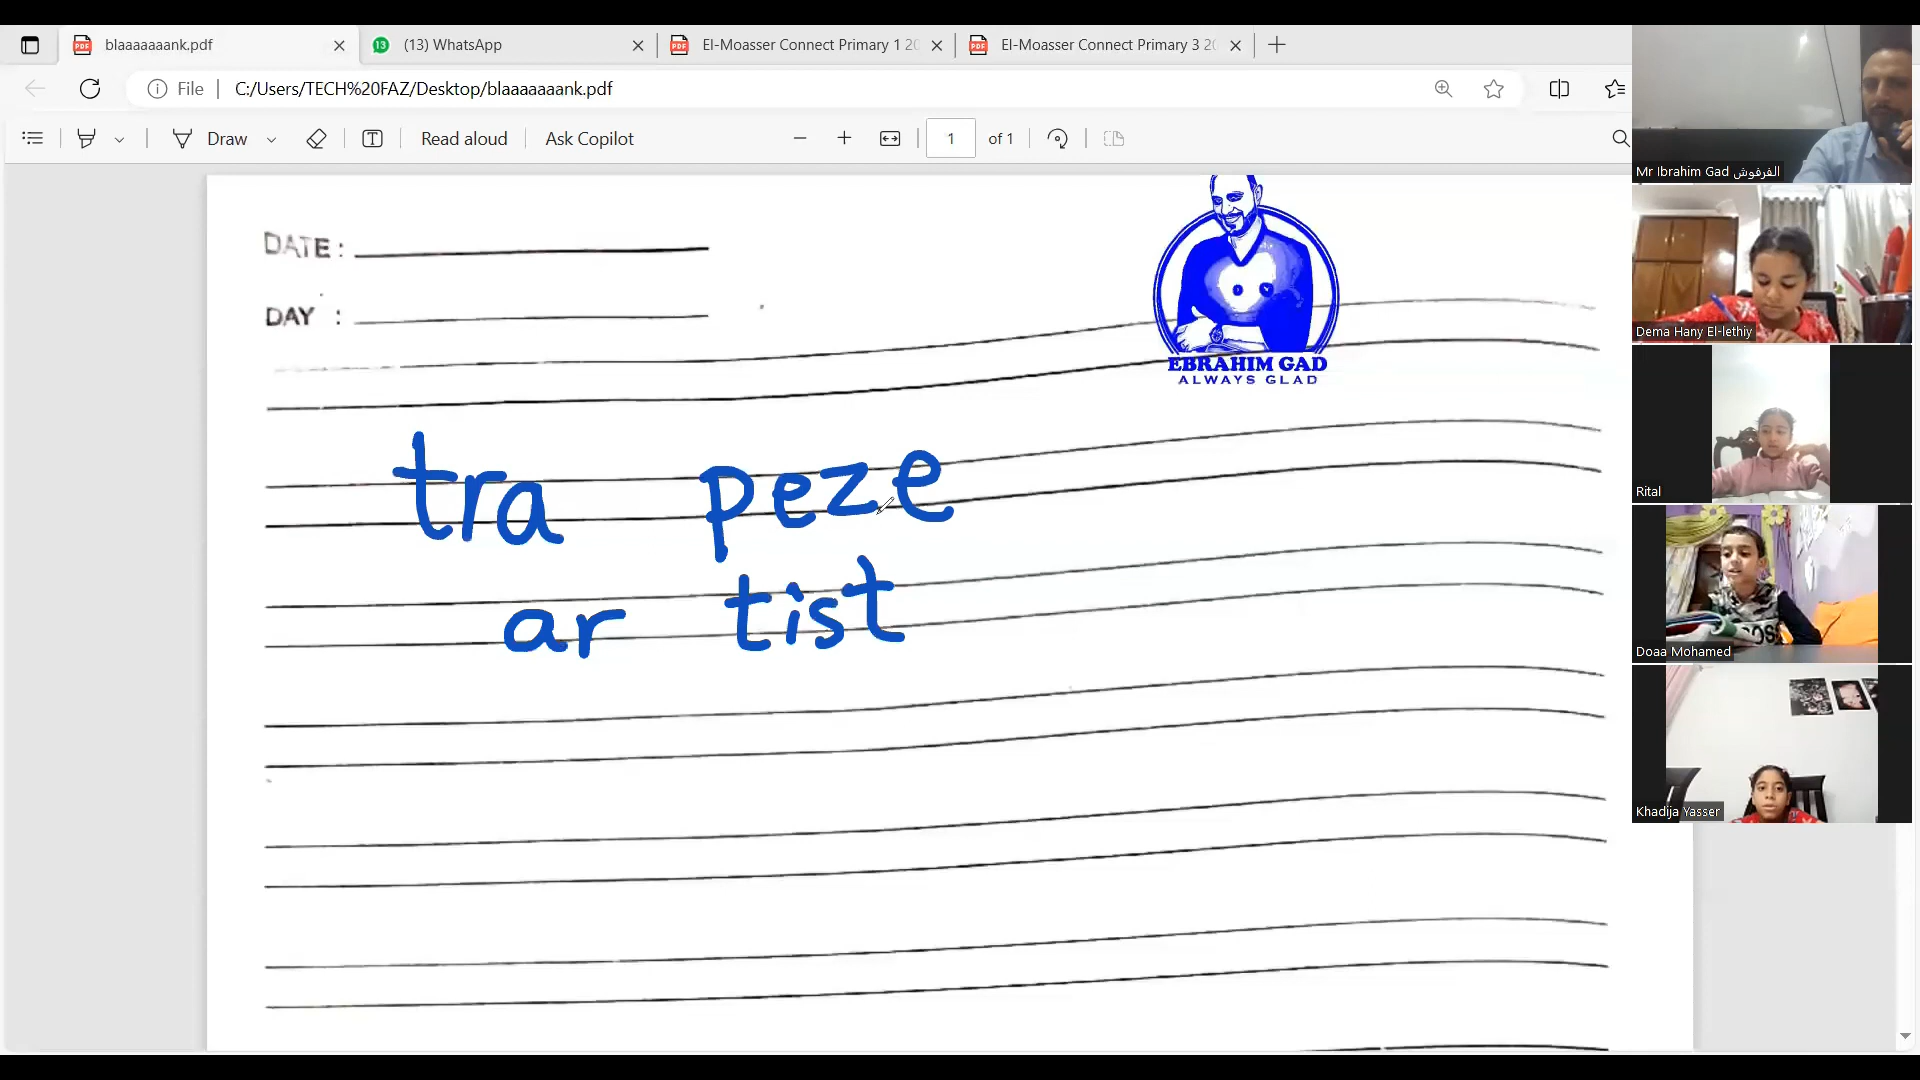 blaaaaaaank.pdf
13 (13) WhatsApp
El-Moasser Connect Primary 1 20
El-Moasser Connect Primary 3 20
File C:/Users/TECH%20FAZ/Desktop/blaaaaaaank.pdf
Draw Read aloud Ask Copilot 1 of 1
Mr Ibrahim Gad الفرفوش
DATE :
DAY :
EBRAHIM GAD
ALWAYS GLAD
Dema Hany El-lethiy
tra peze
Rital
ar tist
Doaa Mohamed
Khadija Yasser